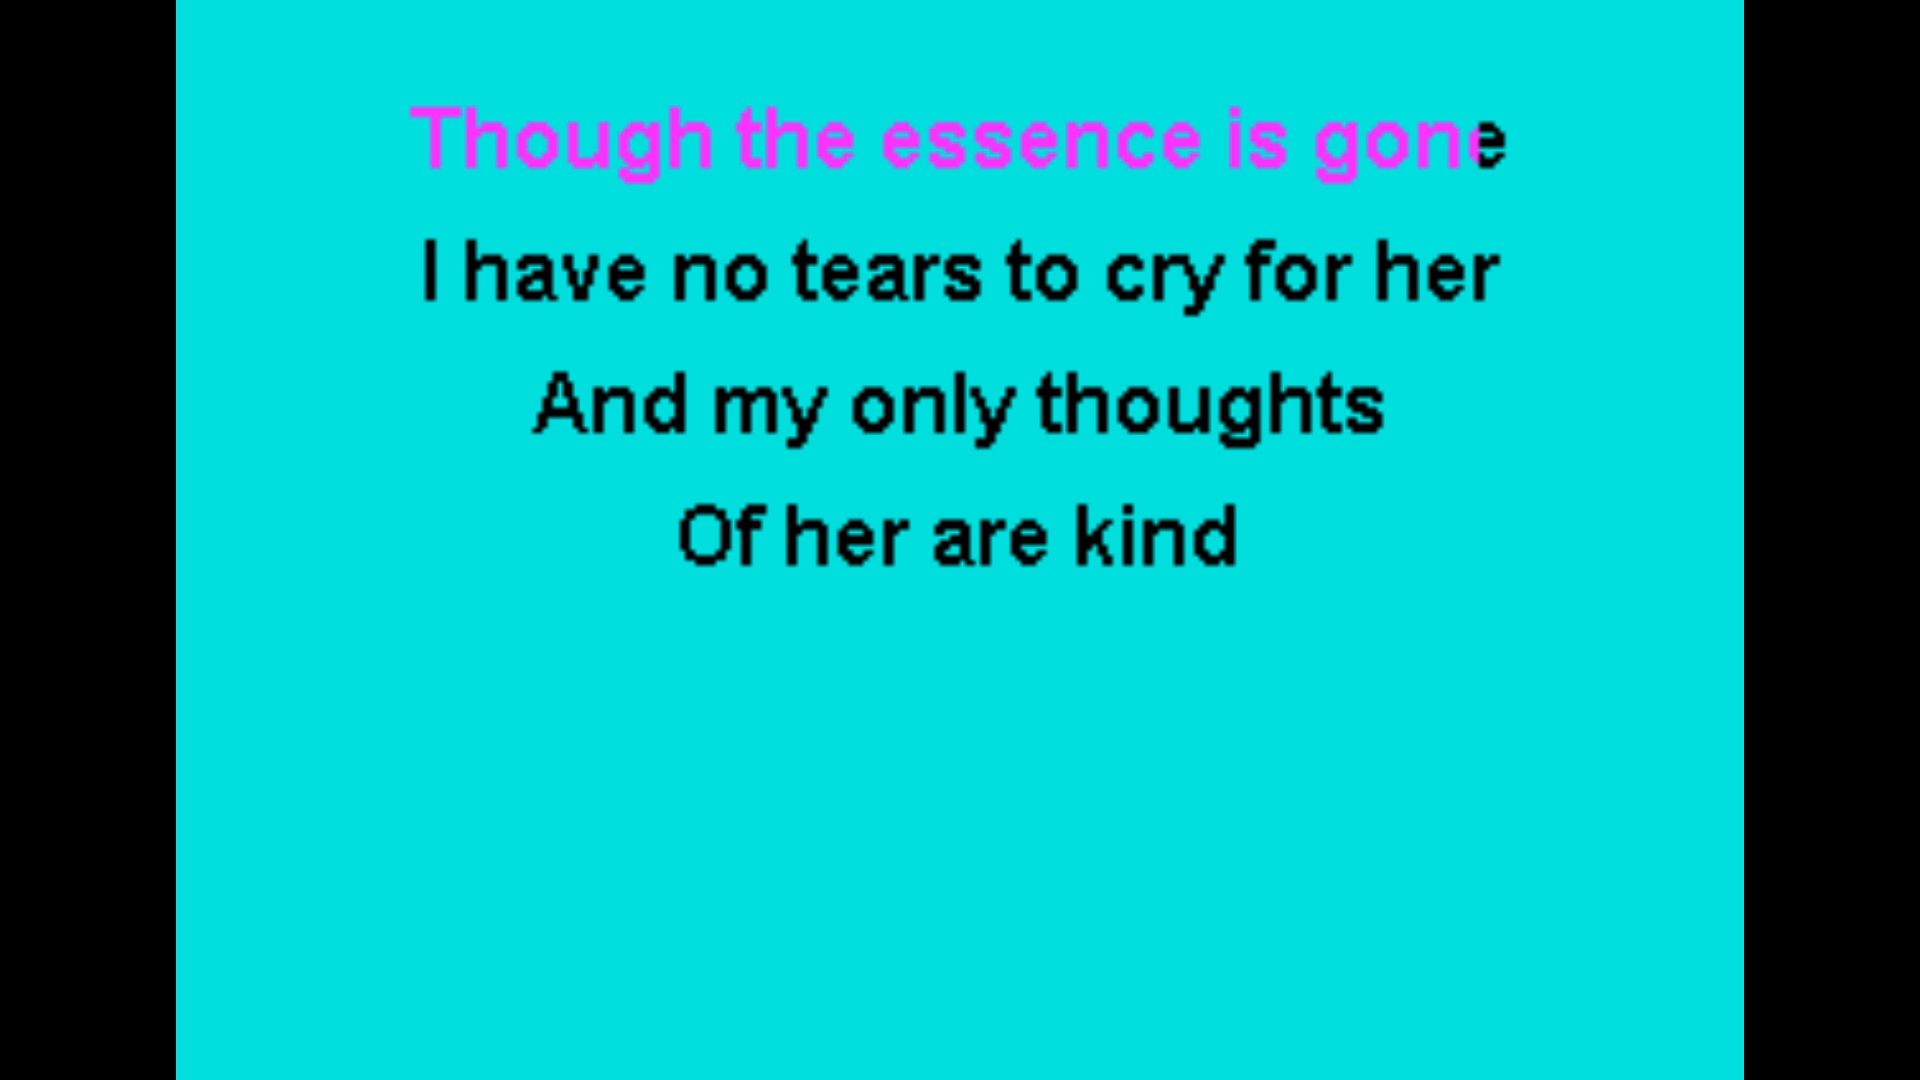 Though the essence is gone
I have no tears to cry for her
And my only thoughts
Of her are kind